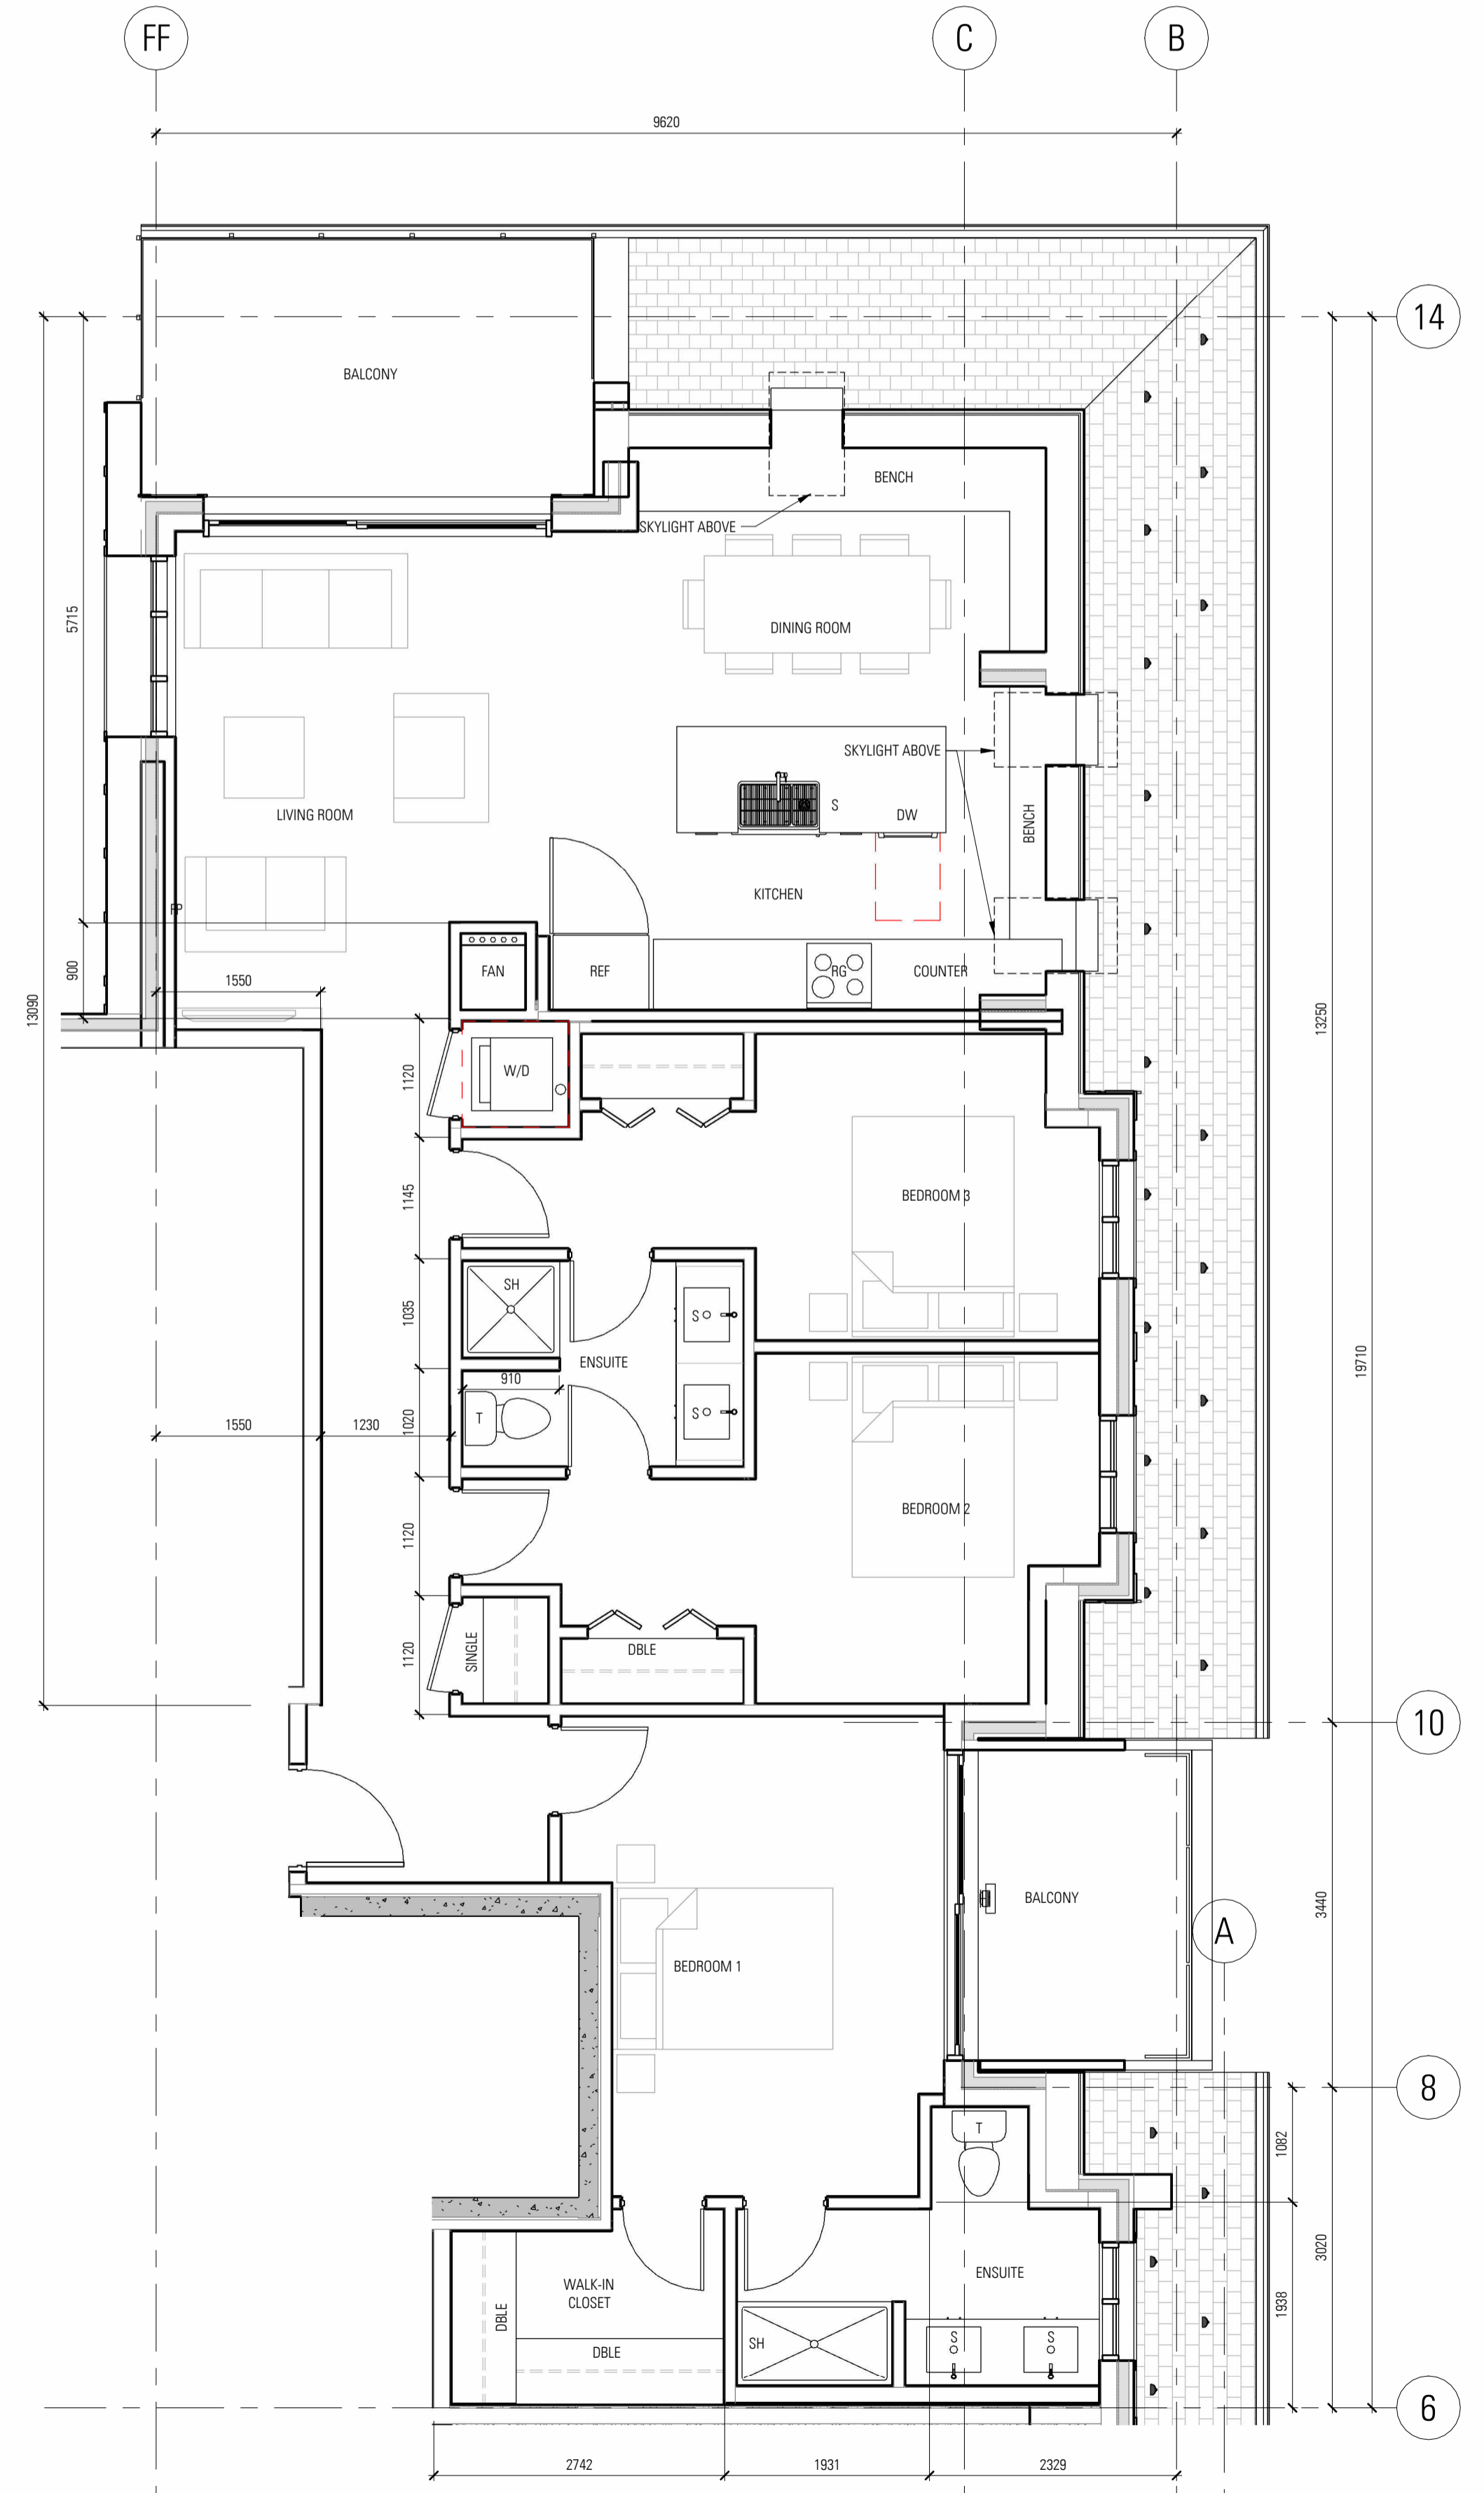 FF
C
B
9620
14
BALCONY
BENCH
SKYLIGHT ABOVE
5715
DINING ROOM
SKYLIGHT ABOVE
S
DW
LIVING ROOM
BENCH
KITCHEN
FP
900
1550
FAN
REF
RG
COUNTER
13090
13250
1120
W/D
1145
BEDROOM 3
SH
1035
S
ENSUITE
910
19710
T
1020
S
1550
1230
BEDROOM 2
1120
1120
SINGLE
DBLE
10
BALCONY
3440
A
BEDROOM 1
8
T
1082
3020
ENSUITE
WALK-IN
CLOSET
1938
DBLE
DBLE
SH
S
S
6
2742
1931
2329